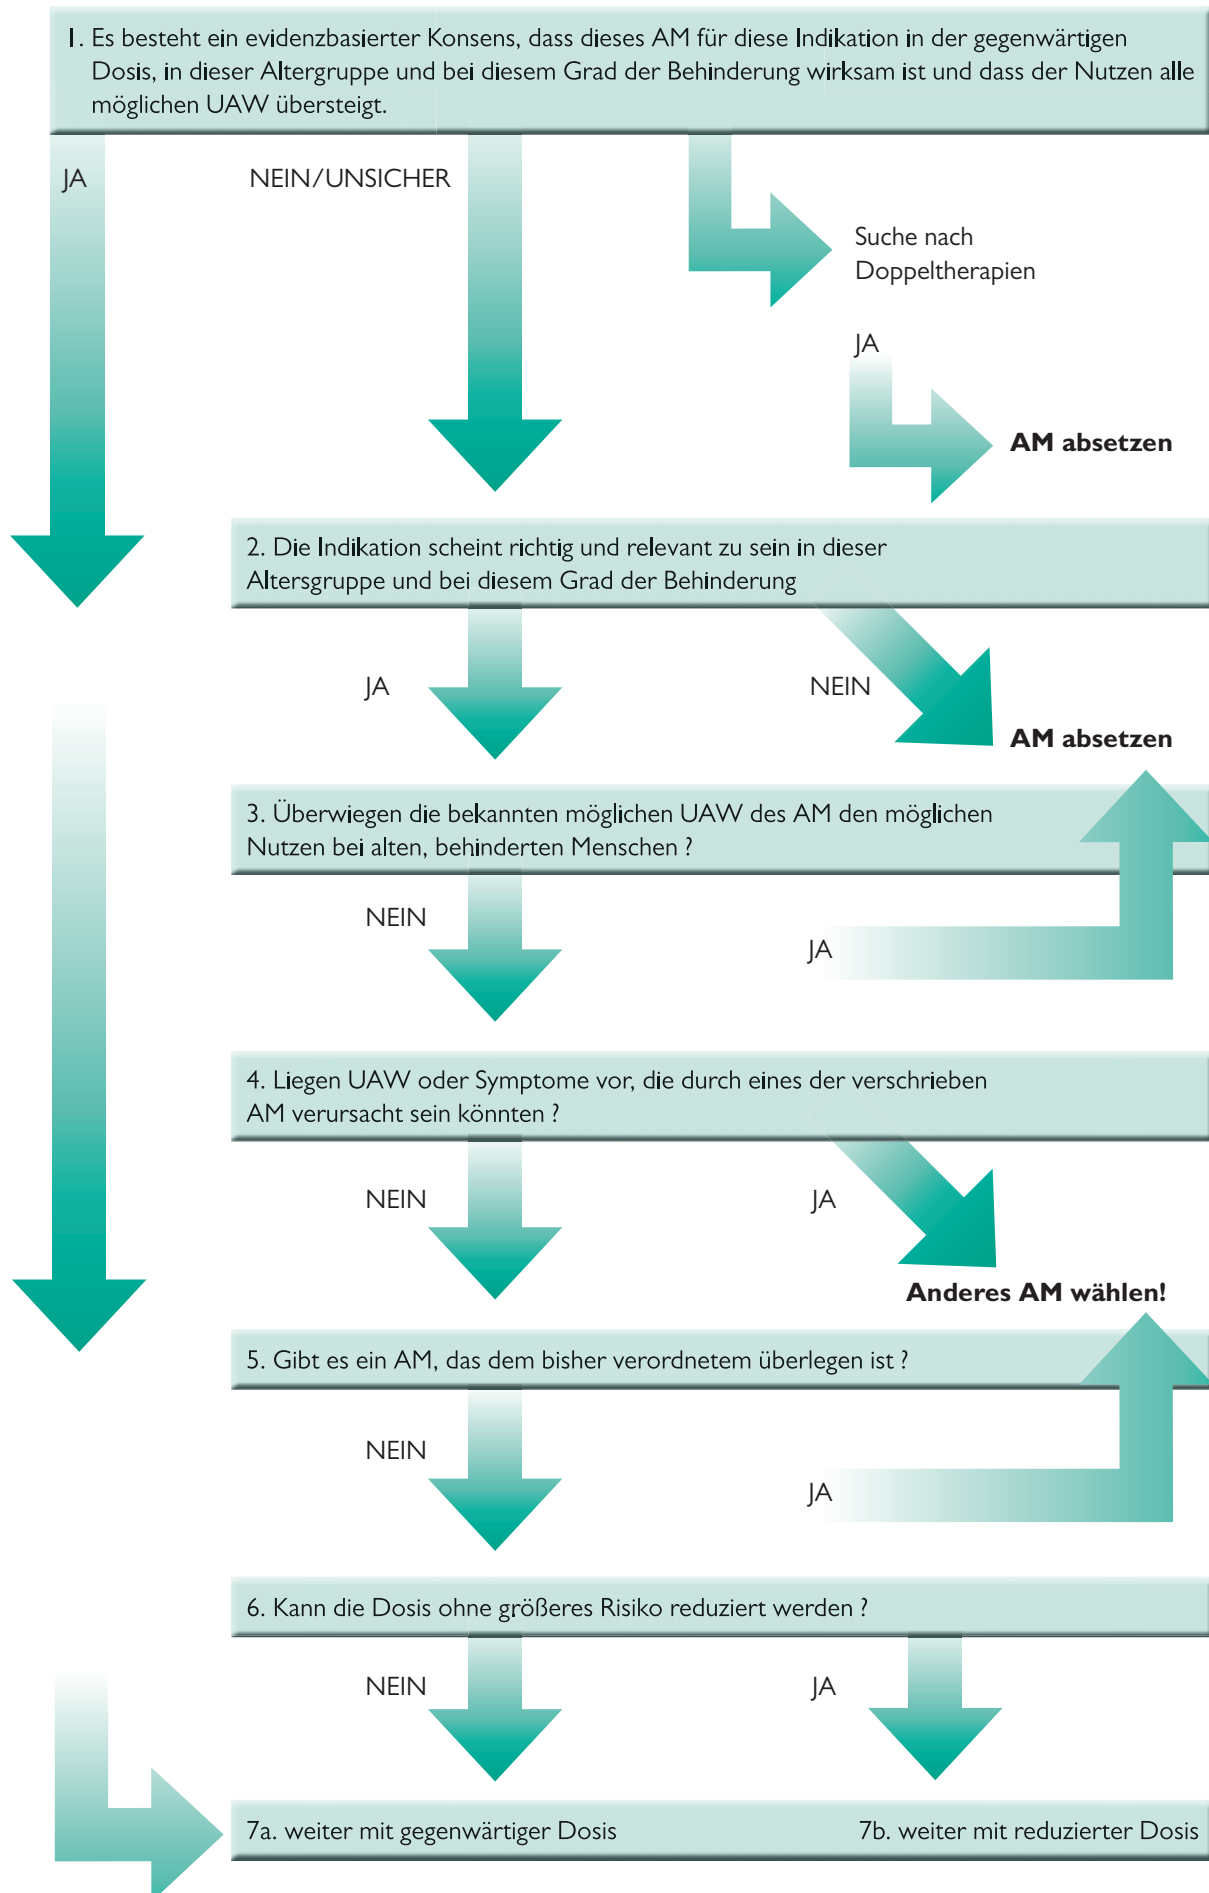 1. Es besteht ein evidenzbasierter Konsens, dass dieses AM für diese Indikation in der gegenwärtigen
Dosis, in dieser Altergruppe und bei diesem Grad der Behinderung wirksam ist und dass der Nutzen alle
möglichen UAW übersteigt.
JA
NEIN/UNSICHER
Suche nach
Doppeltherapien
JA
AM absetzen
2. Die Indikation scheint richtig und relevant zu sein in dieser
Altersgruppe und bei diesem Grad der Behinderung
JA
NEIN
AM absetzen
3. Überwiegen die bekannten möglichen UAW des AM den möglichen
Nutzen bei alten, behinderten Menschen ?
NEIN
JA
4. Liegen UAW oder Symptome vor, die durch eines der verschrieben
AM verursacht sein könnten ?
NEIN
JA
Anderes AM wählen!
5. Gibt es ein AM, das dem bisher verordnetem überlegen ist ?
NEIN
JA
6. Kann die Dosis ohne größeres Risiko reduziert werden ?
NEIN
JA
7a. weiter mit gegenwärtiger Dosis
7b. weiter mit reduzierter Dosis